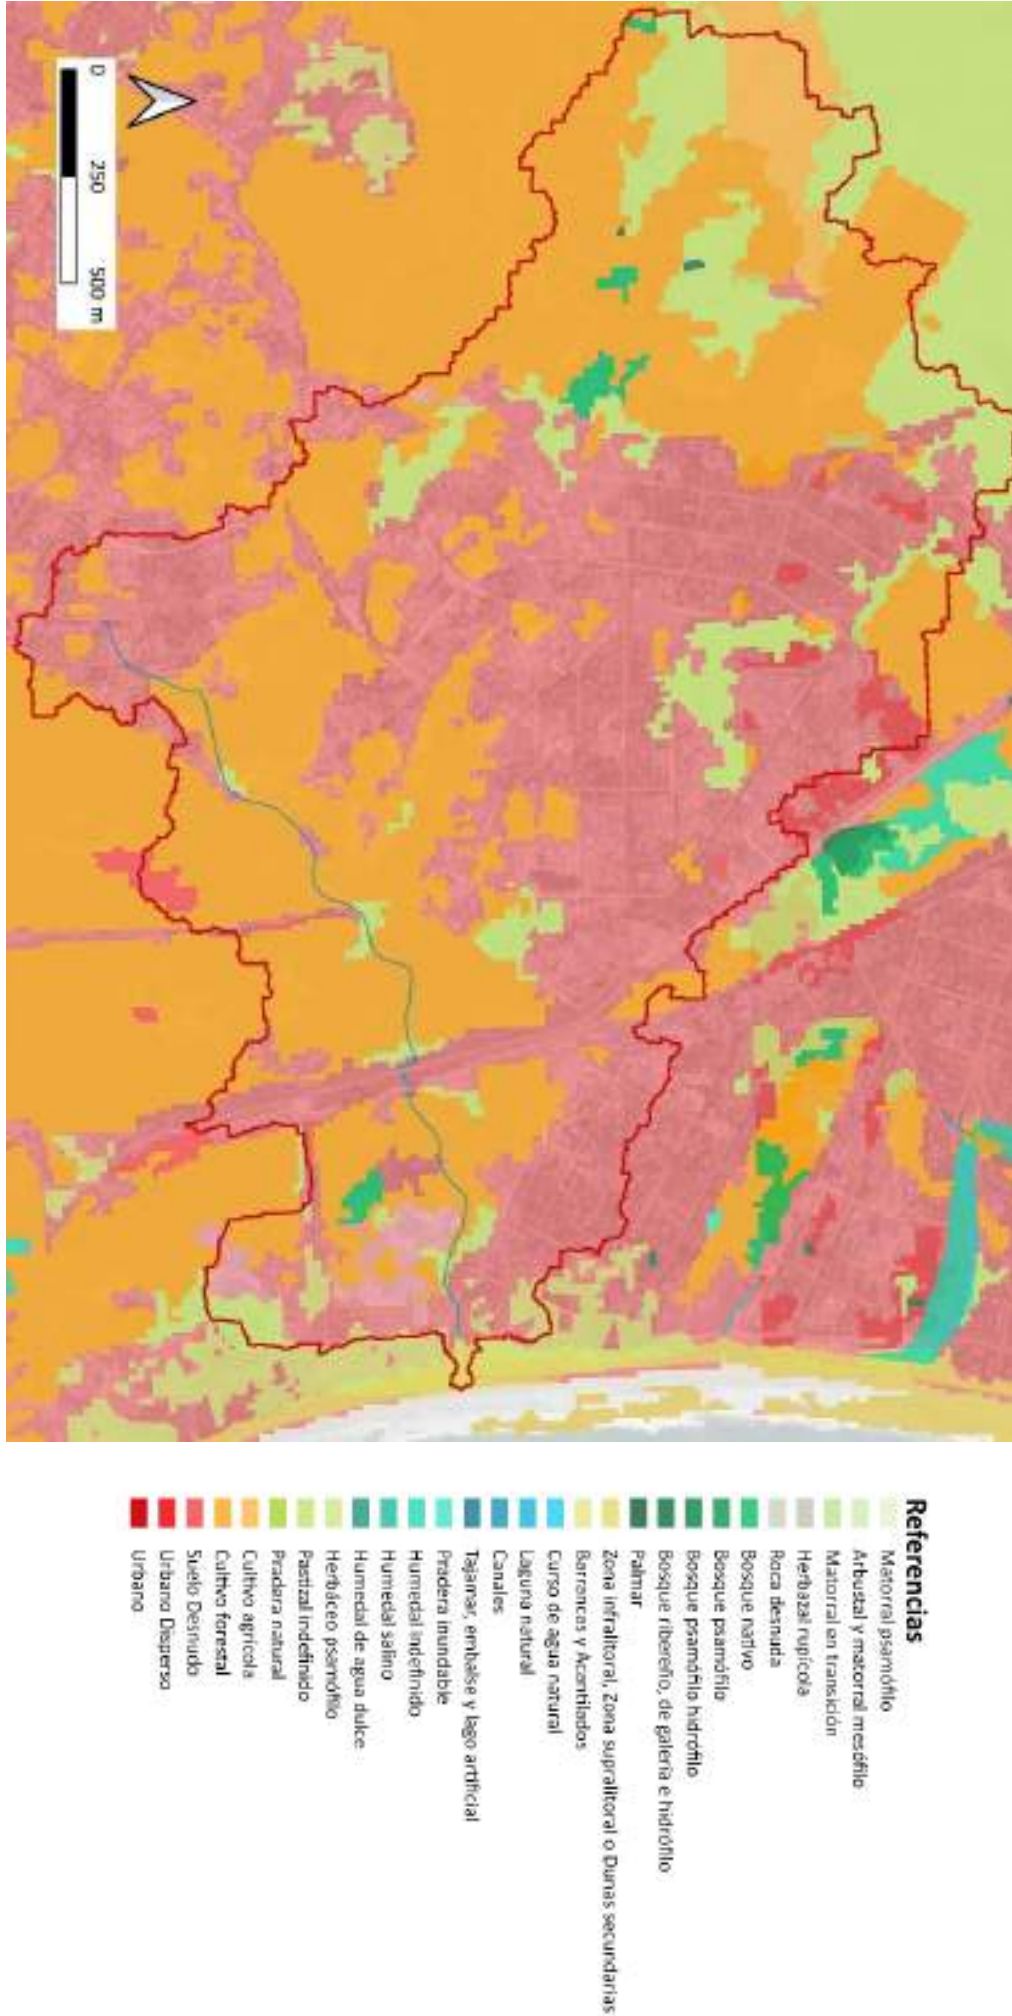 0 250 500 m
Referencias
Matorral psamófilo
Arbustal y matorral mesófilo
Matorral en transición
Herbazal rupícola
Roca desnuda
Bosque nativo
Bosque psamófilo
Bosque psamófilo hidrófilo
Bosque ribereño, de galería e hidrófilo
Palmar
Zona infralitoral, Zona supralitoral o Dunas secundarias
Barrancas y Acantilados
Curso de agua natural
Laguna natural
Canales
Tajamar, embalse y lago artificial
Pradera inundable
Humedal indefinido
Humedal salino
Humedal de agua dulce
Herbáceo psamófilo
Pastizal indefinido
Pradera natural
Cultivo agrícola
Cultivo forestal
Suelo Desnudo
Urbano Disperso
Urbano